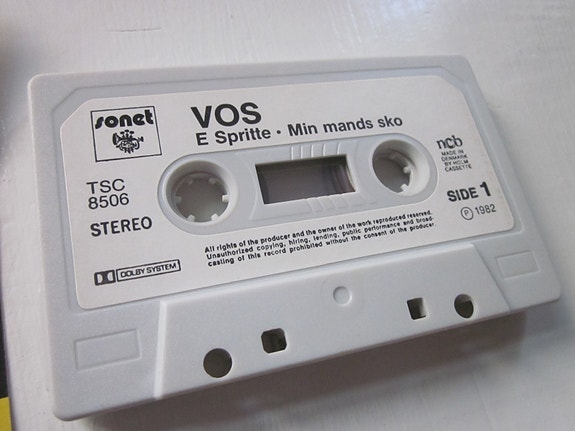 sonet
VOS
E Spritte • Min mands sko
TSC
8506
STEREO
ncb
MADE IN
DENMARK
BY HOLM
CASSETTE
SIDE 1
℗ 1982
All rights of the producer and the owner of the work reproduced reserved.
Unauthorized copying, hiring, lending, public performance and broad-
casting of this record prohibited without the consent of the producer.
DOLBY SYSTEM